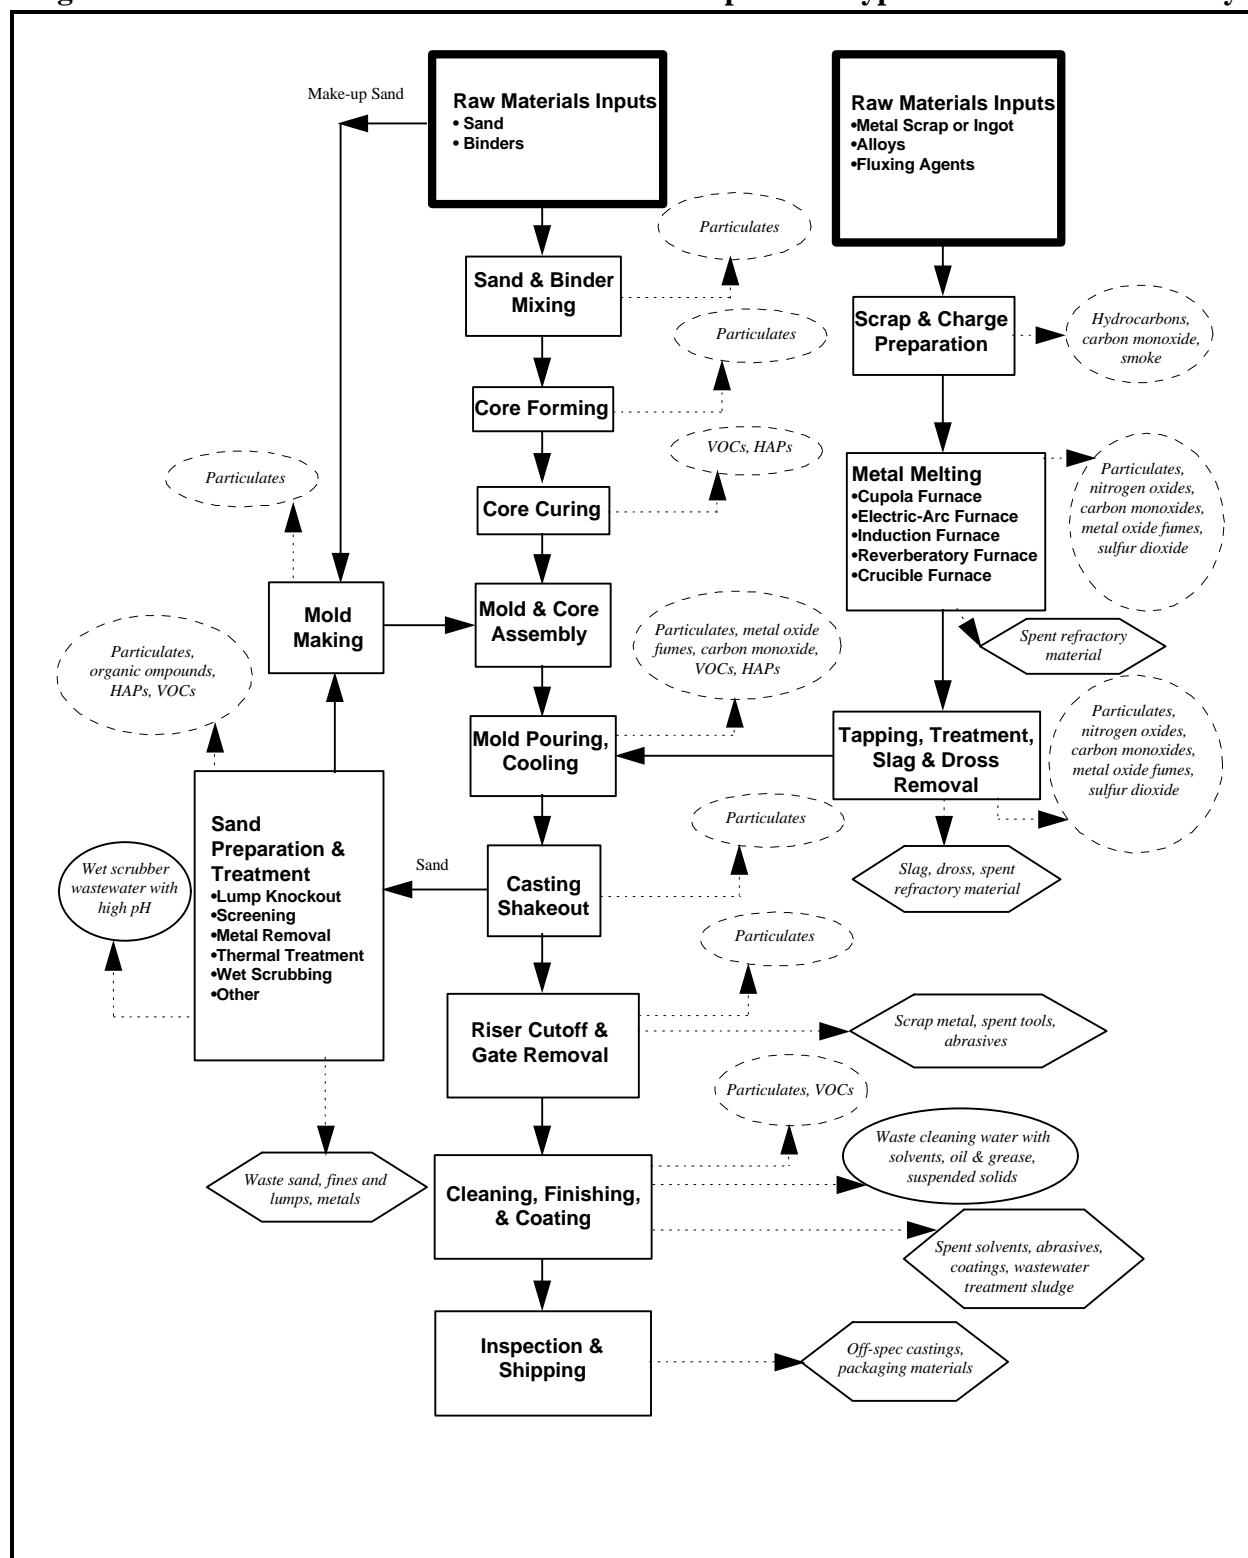 Make-up Sand
Raw Materials Inputs
• Sand
• Binders
Raw Materials Inputs
•Metal Scrap or Ingot
•Alloys
•Fluxing Agents
Particulates
Sand & Binder
Mixing
Scrap & Charge
Preparation
Hydrocarbons,
carbon monoxide,
smoke
Particulates
Core Forming
VOCs, HAPs
Core Curing
Metal Melting
•Cupola Furnace
•Electric-Arc Furnace
•Induction Furnace
•Reverberatory Furnace
•Crucible Furnace
Particulates,
nitrogen oxides,
carbon monoxides,
metal oxide fumes,
sulfur dioxide
Particulates
Mold
Making
Mold & Core
Assembly
Particulates, metal oxide
fumes, carbon monoxide,
VOCs, HAPs
Spent refractory
material
Particulates,
organic ompounds,
HAPs, VOCs
Mold Pouring,
Cooling
Tapping, Treatment,
Slag & Dross
Removal
Particulates,
nitrogen oxides,
carbon monoxides,
metal oxide fumes,
sulfur dioxide
Sand
Preparation &
Treatment
•Lump Knockout
•Screening
•Metal Removal
•Thermal Treatment
•Wet Scrubbing
•Other
Wet scrubber
wastewater with
high pH
Sand
Casting
Shakeout
Particulates
Slag, dross, spent
refractory material
Particulates
Riser Cutoff &
Gate Removal
Scrap metal, spent tools,
abrasives
Particulates, VOCs
Waste cleaning water with
solvents, oil & grease,
suspended solids
Waste sand, fines and
lumps, metals
Cleaning, Finishing,
& Coating
Spent solvents, abrasives,
coatings, wastewater
treatment sludge
Inspection &
Shipping
Off-spec castings,
packaging materials